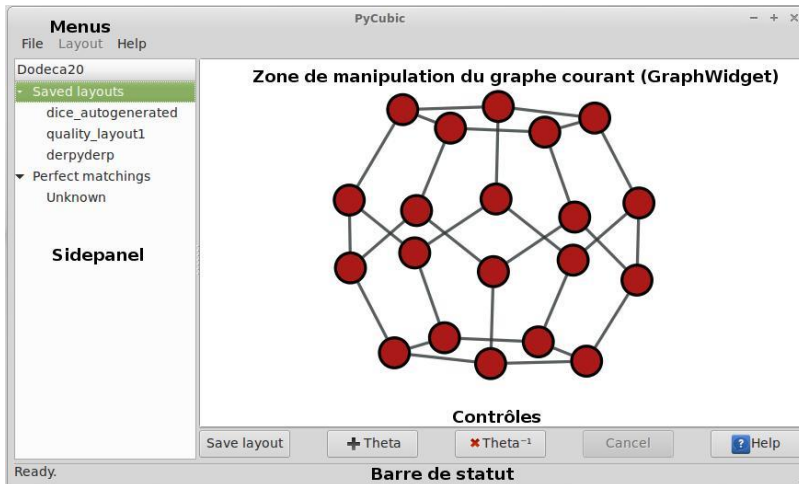 PyCubic
Menus
File Layout Help
Dodeca20
Saved layouts
dice_autogenerated
quality_layout1
derpyderp
Perfect matchings
Unknown
Sidepanel
Zone de manipulation du graphe courant (GraphWidget)
Contrôles
Save layout Theta Theta⁻¹ Cancel Help
Ready.
Barre de statut